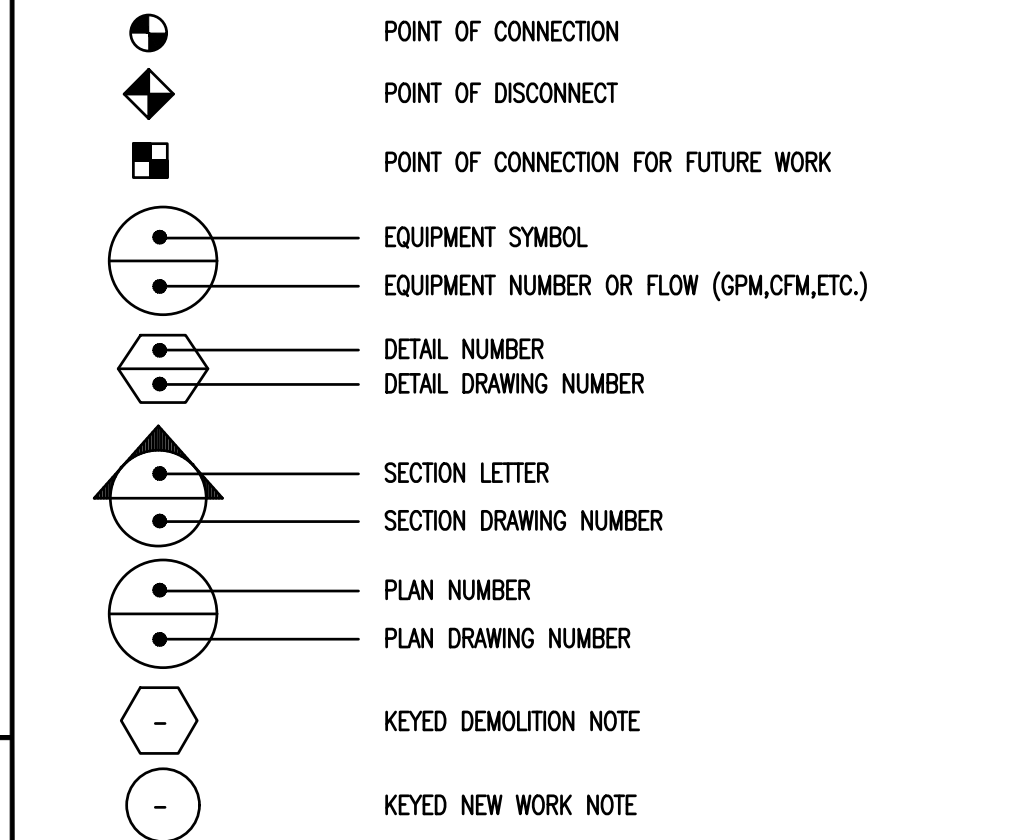 POINT OF CONNECTION
POINT OF DISCONNECT
POINT OF CONNECTION FOR FUTURE WORK
EQUIPMENT SYMBOL
EQUIPMENT NUMBER OR FLOW (GPM,CFM,ETC.)
DETAIL NUMBER
DETAIL DRAWING NUMBER
SECTION LETTER
SECTION DRAWING NUMBER
PLAN NUMBER
PLAN DRAWING NUMBER
- KEYED DEMOLITION NOTE
- KEYED NEW WORK NOTE